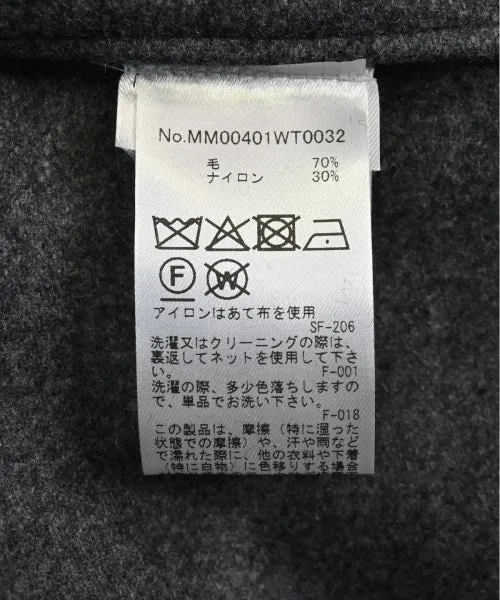 No.MM00401WT0032
毛 70%
ナイロン 30%
F
W
アイロンはあて布を使用
SF-206
洗濯又はクリーニングの際は、
裏返してネットを使用して下さ
い。
F-001
洗濯の際、多少色落ちしますの
で、単品でお洗い下さい。
F-018
この製品は、摩擦（特に湿った
状態での摩擦）や、汗や雨など
で濡れた際に、他の衣料や下着
（特に白物）に色移りする場合